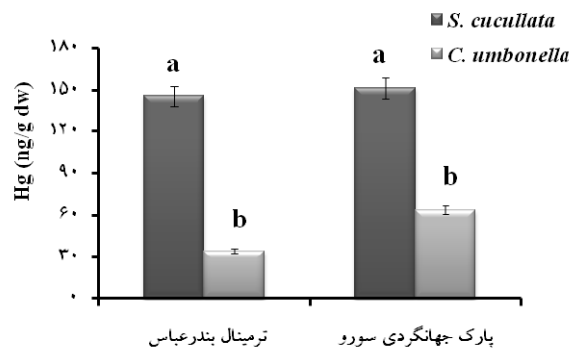 S. cucullata
C. umbonella
Hg (ng/g dw)
۱۸۰
۱۵۰
۱۲۰
۹۰
۶۰
۳۰
۰
a
b
a
b
ترمینال بندرعباس
پارک جهانگردی سورو